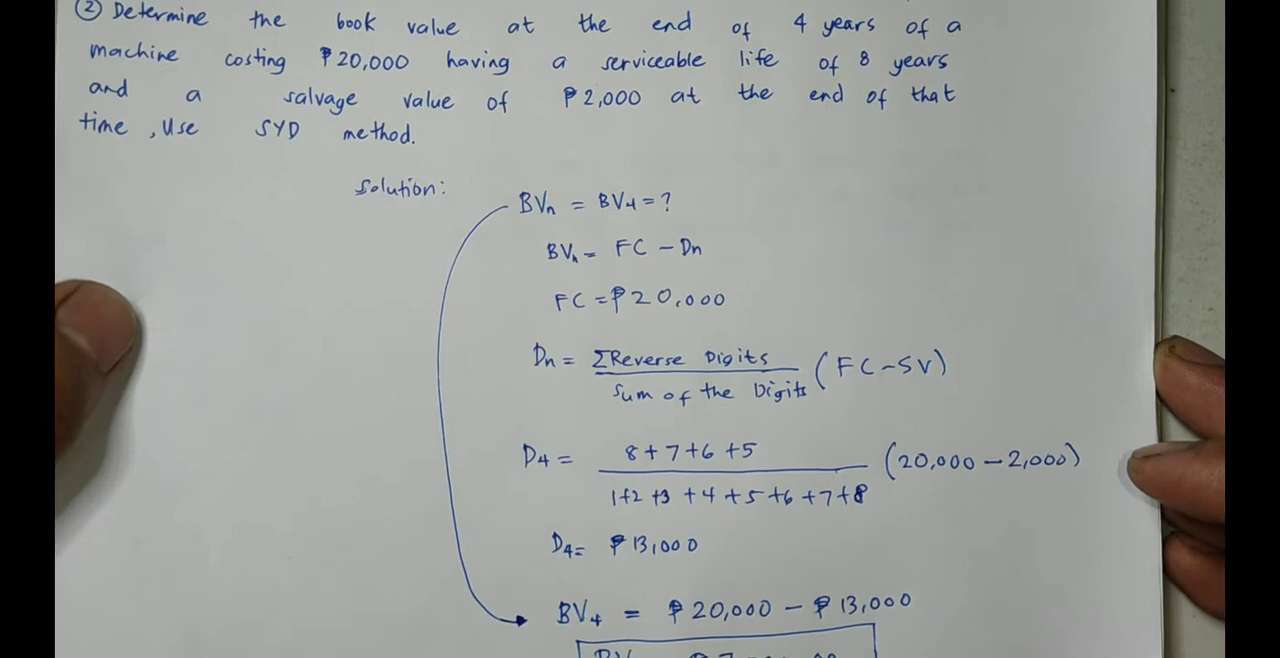 ② Determine the book value at the end of 4 years of a
machine costing ₱20,000 having a serviceable life of 8 years
and a salvage value of ₱2,000 at the end of that
time, Use SYD method.
Solution:
BVn = BV4 = ?
BVn = FC - Dn
FC = ₱20,000
Dn = ΣReverse Digits / Sum of the Digits (FC-SV)
D4 = 8+7+6+5 / 1+2+3+4+5+6+7+8 (20,000-2,000)
D4= ₱13,000
BV4 = ₱20,000 - ₱13,000